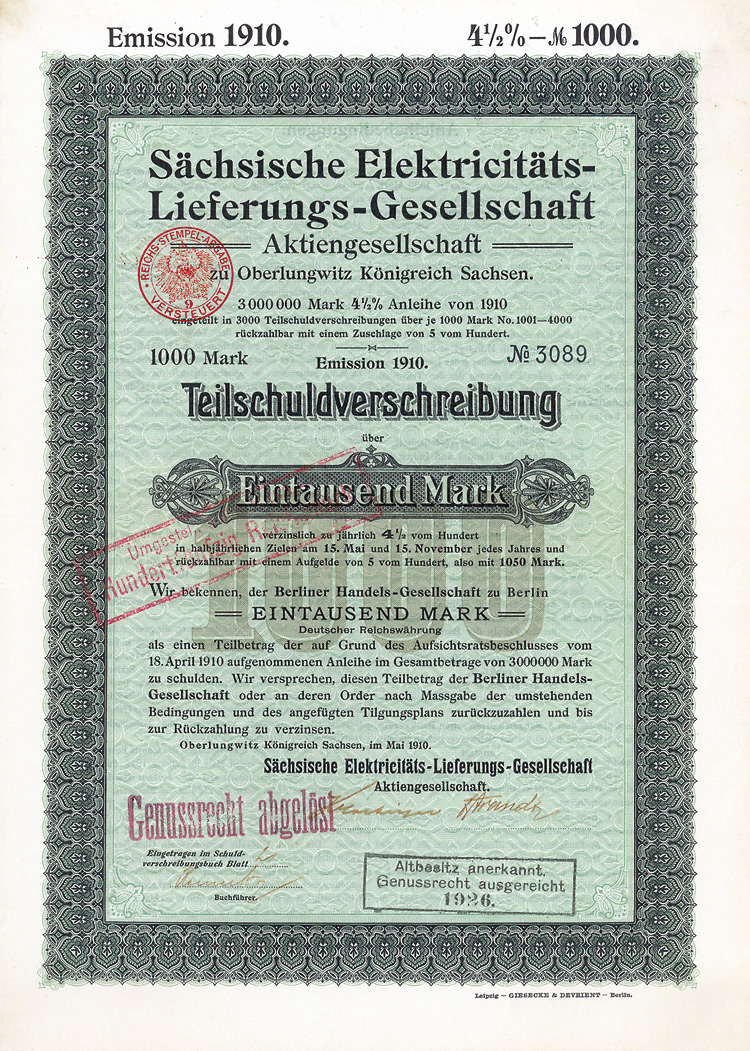 Emission 1910.
4½% — № 1000.
Sächsische Elektricitäts-
Lieferungs-Gesellschaft
Aktiengesellschaft
zu Oberlungwitz Königreich Sachsen.
REICHS-STEMPEL-ABGABE
9
VERSTEUERT
3 000 000 Mark 4½% Anleihe von 1910
eingeteilt in 3000 Teilschuldverschreibungen über je 1000 Mark No. 1001—4000
rückzahlbar mit einem Zuschlage von 5 vom Hundert.
1000 Mark
Emission 1910.
№ 3089
Teilschuldverschreibung
über
Eintausend Mark
1000
verzinslich zu jährlich 4½ vom Hundert
in halbjährlichen Zielen am 15. Mai und 15. November jedes Jahres und
rückzahlbar mit einem Aufgelde von 5 vom Hundert, also mit 1050 Mark.
Wir bekennen, der Berliner Handels-Gesellschaft zu Berlin
EINTAUSEND MARK
Deutscher Reichswährung
als einen Teilbetrag der auf Grund des Aufsichtsratsbeschlusses vom
18. April 1910 aufgenommenen Anleihe im Gesamtbetrage von 3000000 Mark
zu schulden. Wir versprechen, diesen Teilbetrag der Berliner Handels-
Gesellschaft oder an deren Order nach Massgabe der umstehenden
Bedingungen und des angefügten Tilgungsplans zurückzuzahlen und bis
zur Rückzahlung zu verzinsen.
Oberlungwitz Königreich Sachsen, im Mai 1910.
Sächsische Elektricitäts-Lieferungs-Gesellschaft
Aktiengesellschaft.
Genussrecht abgelöst
Eingetragen im Schuld-
verschreibungsbuch Blatt
Buchführer.
Altbesitz anerkannt.
Genussrecht ausgereicht
1926.
Leipzig — GIESECKE & DEVRIENT — Berlin.